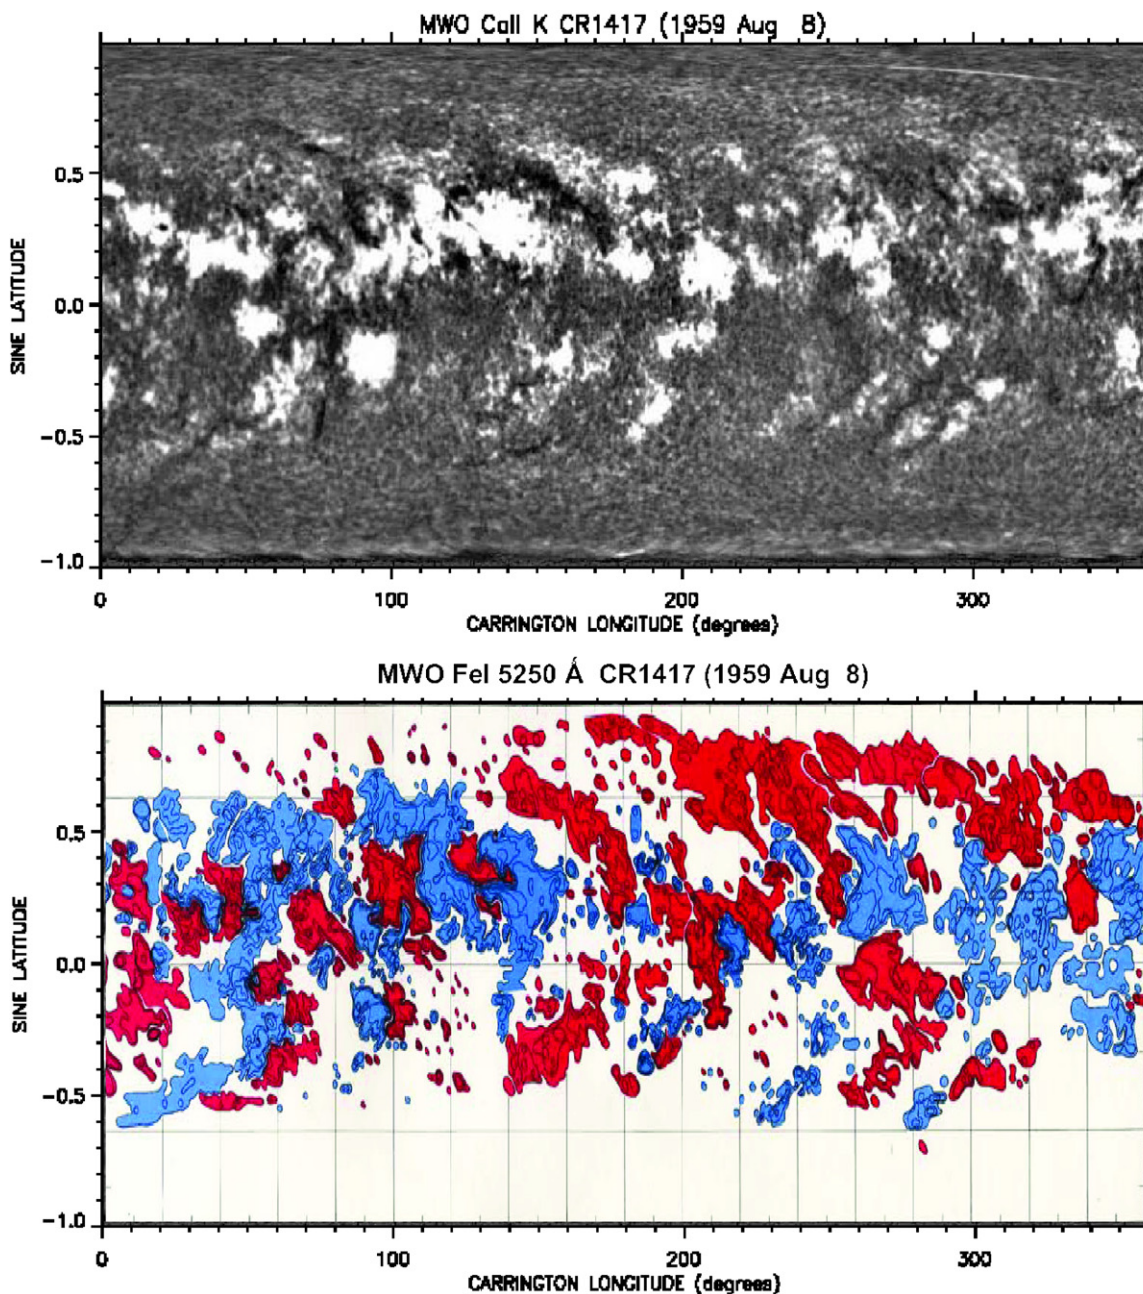 MWO CaII K CR1417 (1959 Aug 8)
SINE LATITUDE
0.5
0.0
-0.5
-1.0
0
100
200
300
CARRINGTON LONGITUDE (degrees)
MWO FeI 5250 Å CR1417 (1959 Aug 8)
SINE LATITUDE
0.5
0.0
-0.5
-1.0
0
100
200
300
CARRINGTON LONGITUDE (degrees)